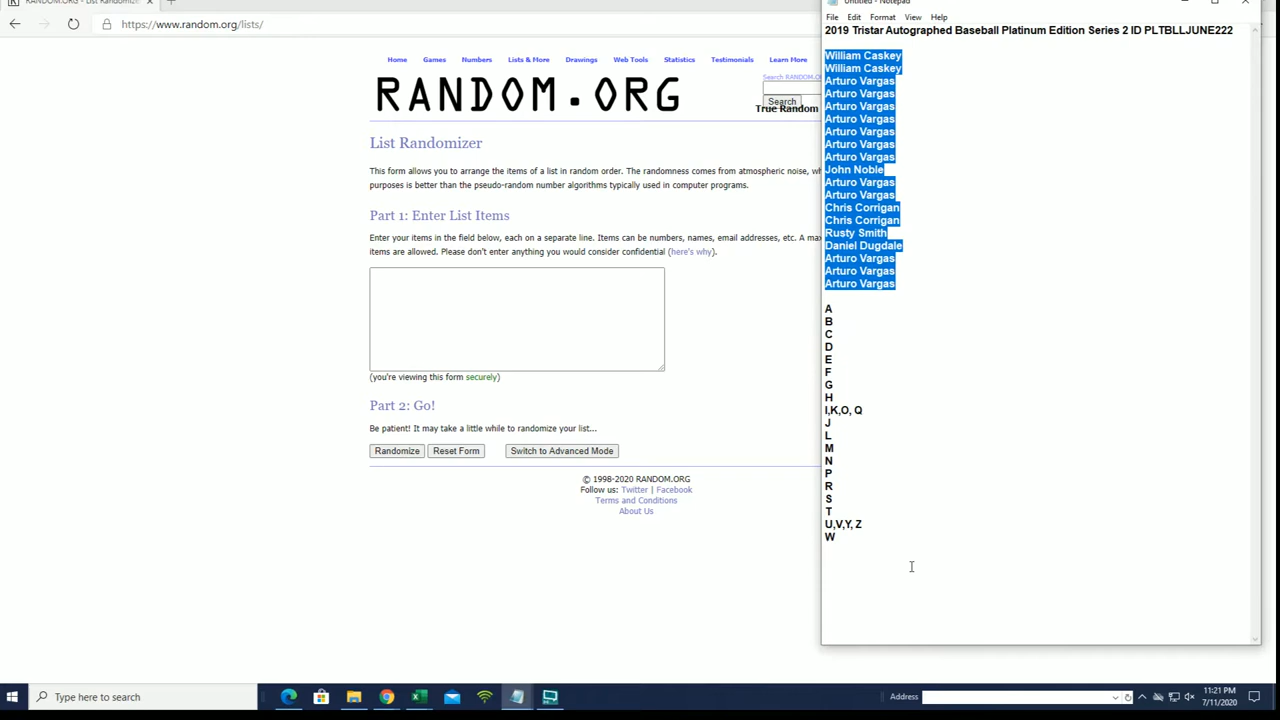 RANDOM.ORG - List Randomizer
Untitled - Notepad
https://www.random.org/lists/
File Edit Format View Help
Home Games Numbers Lists & More Drawings Web Tools Statistics Testimonials Learn More
Search RANDOM.O
RANDOM.ORG
Search
True Random
List Randomizer
This form allows you to arrange the items of a list in random order. The randomness comes from atmospheric noise, wh
purposes is better than the pseudo-random number algorithms typically used in computer programs.
Part 1: Enter List Items
Enter your items in the field below, each on a separate line. Items can be numbers, names, email addresses, etc. A max
items are allowed. Please don't enter anything you would consider confidential (here's why).
(you're viewing this form securely)
Part 2: Go!
Be patient! It may take a little while to randomize your list...
Randomize Reset Form Switch to Advanced Mode
© 1998-2020 RANDOM.ORG
Follow us: Twitter | Facebook
Terms and Conditions
About Us
2019 Tristar Autographed Baseball Platinum Edition Series 2 ID PLTBLLJUNE222
William Caskey
William Caskey
Arturo Vargas
Arturo Vargas
Arturo Vargas
Arturo Vargas
Arturo Vargas
Arturo Vargas
Arturo Vargas
John Noble
Arturo Vargas
Arturo Vargas
Chris Corrigan
Chris Corrigan
Rusty Smith
Daniel Dugdale
Arturo Vargas
Arturo Vargas
Arturo Vargas
A
B
C
D
E
F
G
H
I,K,O, Q
J
L
M
N
P
R
S
T
U,V,Y, Z
W
Type here to search
Address
11:21 PM
7/11/2020